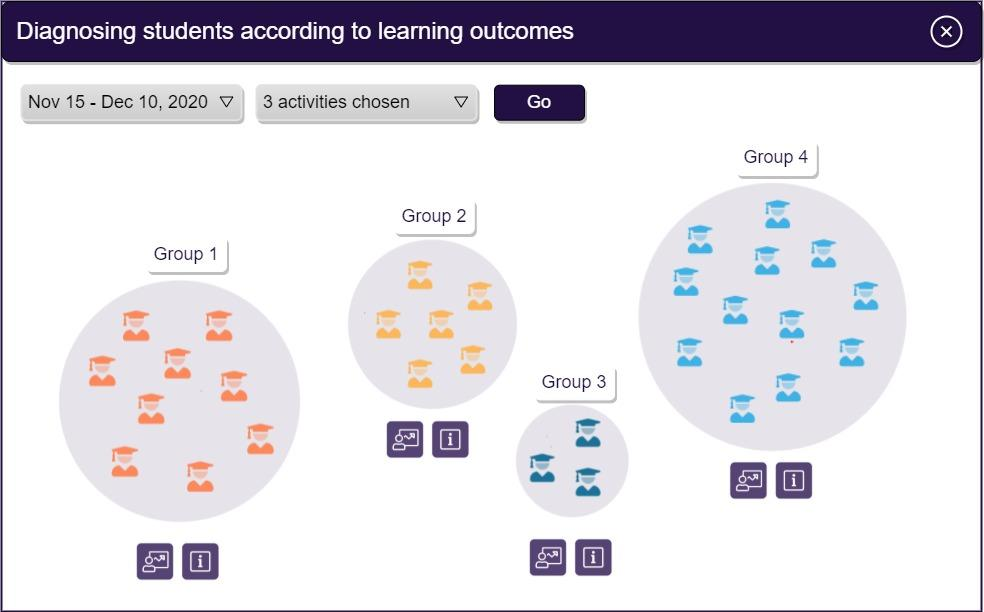 Diagnosing students according to learning outcomes
Nov 15 - Dec 10, 2020
3 activities chosen
Go
Group 1
Group 2
Group 3
Group 4